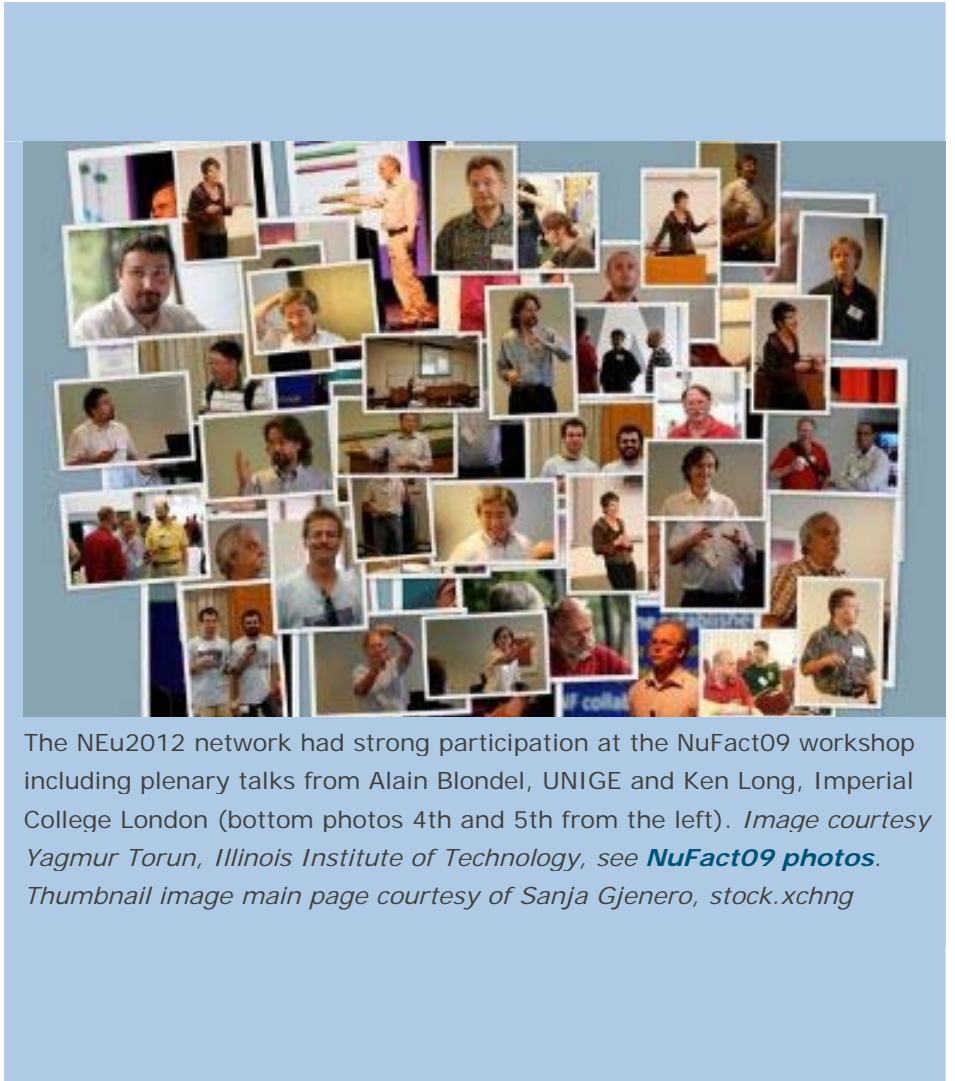 The NEu2012 network had strong participation at the NuFact09 workshop
including plenary talks from Alain Blondel, UNIGE and Ken Long, Imperial
College London (bottom photos 4th and 5th from the left). Image courtesy
Yagmur Torun, Illinois Institute of Technology, see NuFact09 photos.
Thumbnail image main page courtesy of Sanja Gjenero, stock.xchng